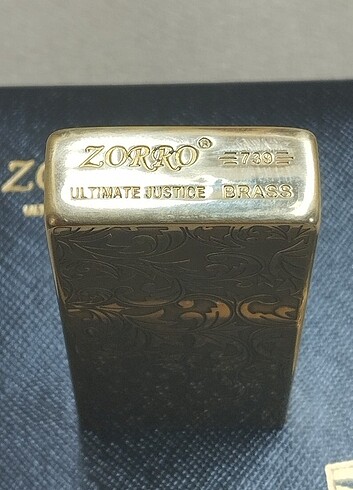 ZORRO® 739
ULTIMATE JUSTICE BRASS